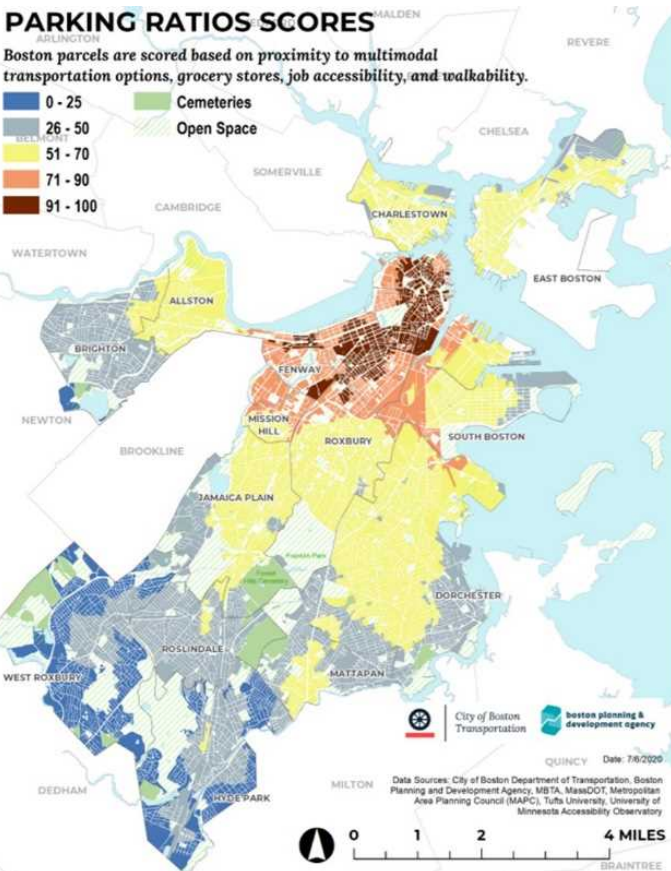 PARKING RATIOS SCORES
Boston parcels are scored based on proximity to multimodal
transportation options, grocery stores, job accessibility, and walkability.
0 - 25
26 - 50
51 - 70
71 - 90
91 - 100
Cemeteries
Open Space
ARLINGTON
MALDEN
REVERE
BELMONT
CHELSEA
SOMERVILLE
CAMBRIDGE
CHARLESTOWN
WATERTOWN
EAST BOSTON
ALLSTON
BRIGHTON
FENWAY
NEWTON
MISSION
HILL
SOUTH BOSTON
ROXBURY
BROOKLINE
JAMAICA PLAIN
Franklin Park
Forest
Hills Cemetery
DORCHESTER
ROSLINDALE
WEST ROXBURY
MATTAPAN
City of Boston
Transportation
boston planning &
development agency
Date: 7/6/2020
QUINCY
DEDHAM
MILTON
HYDE PARK
Data Sources: City of Boston Department of Transportation, Boston
Planning and Development Agency, MBTA, MassDOT, Metropolitan
Area Planning Council (MAPC), Tufts University, University of
Minnesota Accessibility Observatory
0 1 2 4 MILES
BRAINTREE